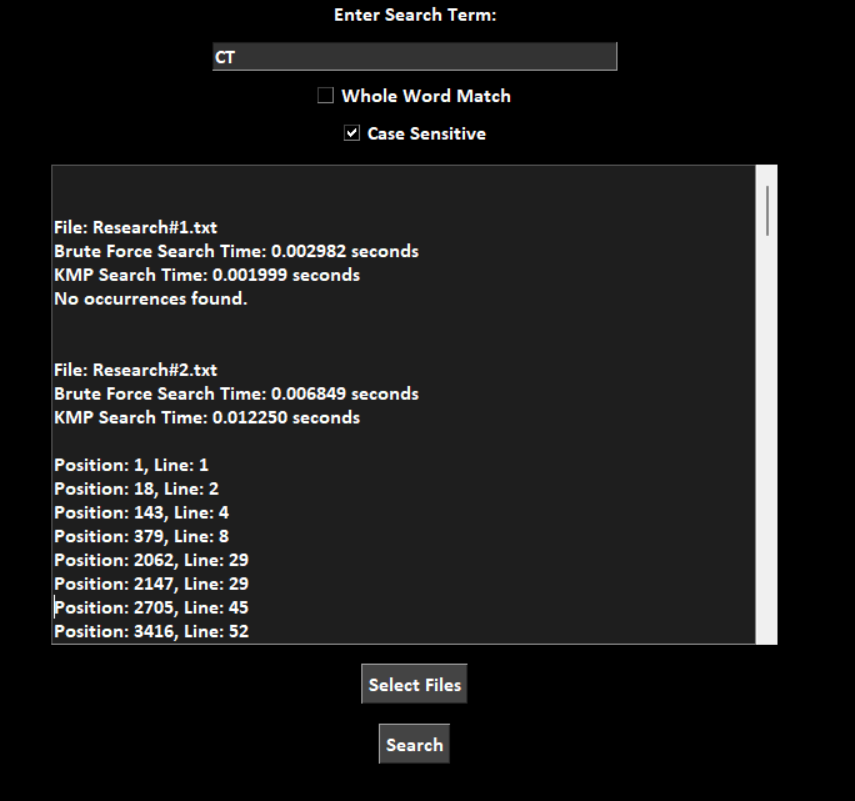 Enter Search Term:
CT
Whole Word Match
Case Sensitive
File: Research#1.txt
Brute Force Search Time: 0.002982 seconds
KMP Search Time: 0.001999 seconds
No occurrences found.
File: Research#2.txt
Brute Force Search Time: 0.006849 seconds
KMP Search Time: 0.012250 seconds
Position: 1, Line: 1
Position: 18, Line: 2
Position: 143, Line: 4
Position: 379, Line: 8
Position: 2062, Line: 29
Position: 2147, Line: 29
Position: 2705, Line: 45
Position: 3416, Line: 52
Select Files
Search